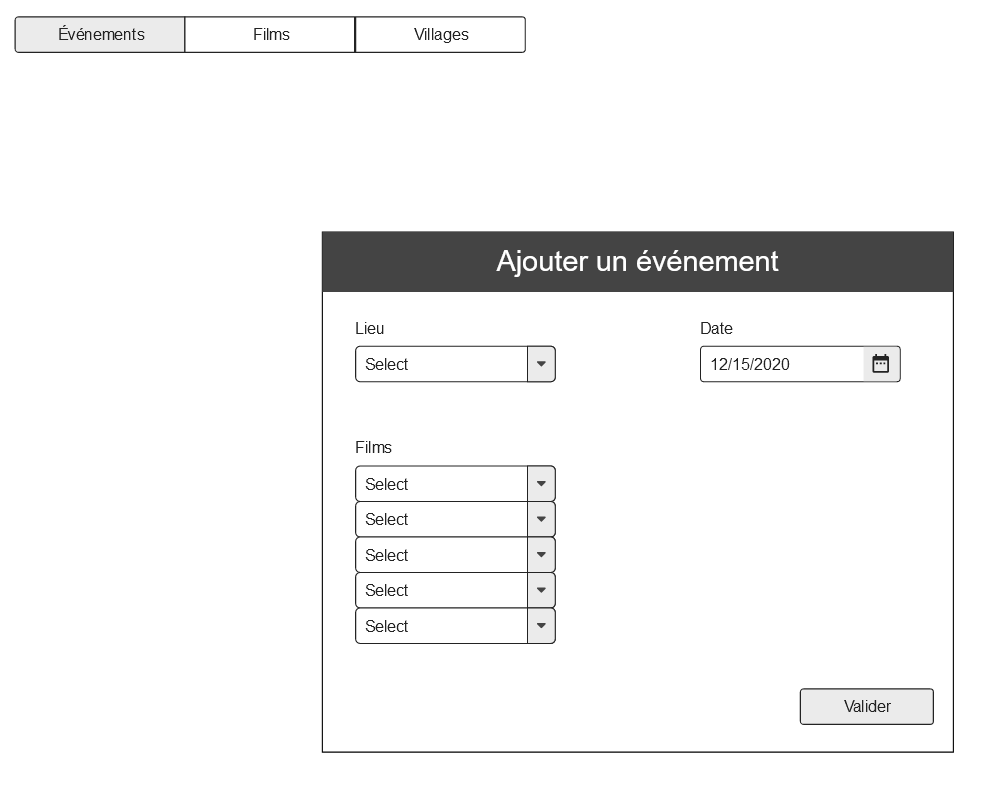 Événements Films Villages
Ajouter un événement
Lieu Date
Select 12/15/2020
Films
Select
Select
Select
Select
Select
Valider